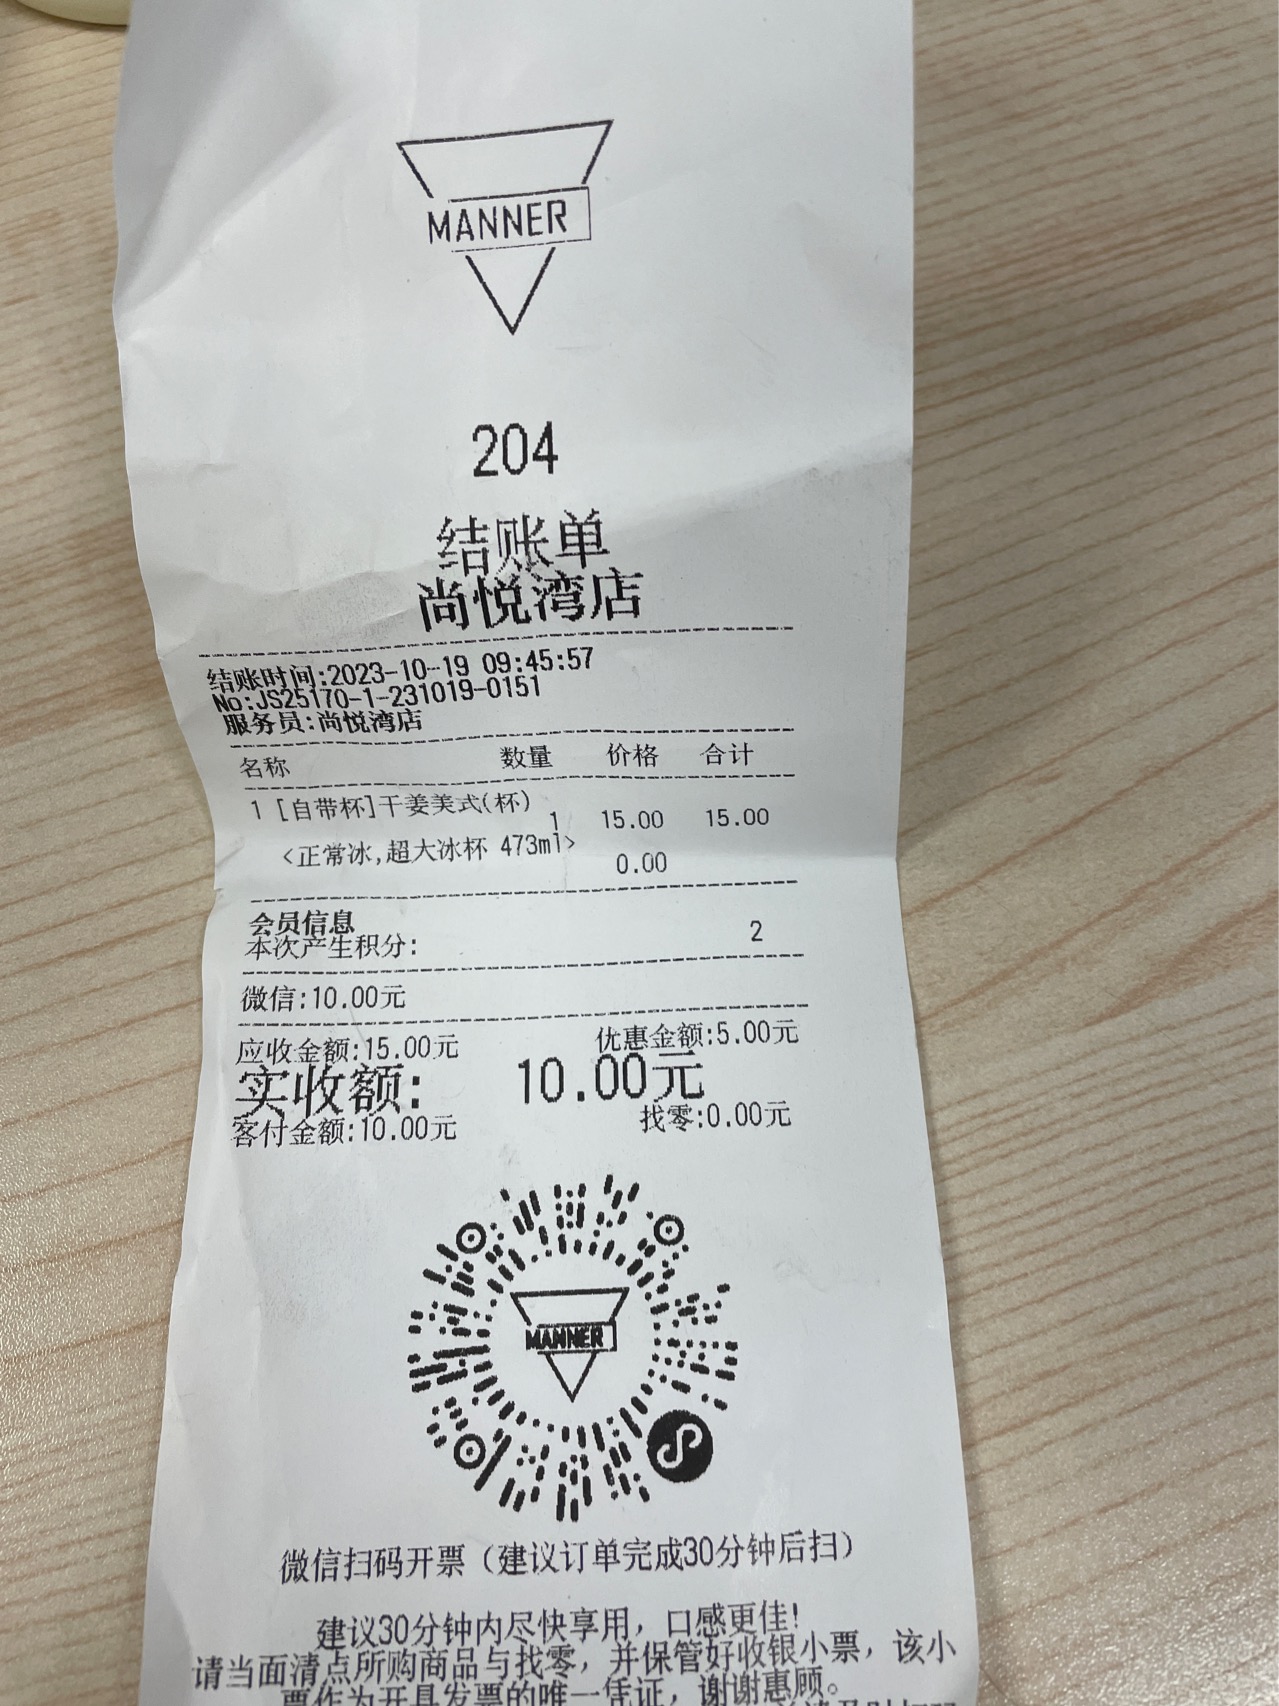 MANNER
204
结账单
尚悦湾店
结账时间:2023-10-19 09:45:57
No:JS25170-1-231019-0151
服务员:尚悦湾店
名称 数量 价格 合计
1 [自带杯]干姜美式(杯)
1 15.00 15.00
<正常冰,超大冰杯 473ml>
0.00
会员信息
本次产生积分: 2
微信:10.00元
应收金额:15.00元 优惠金额:5.00元
实收额: 10.00元
客付金额:10.00元 找零:0.00元
MANNER
微信扫码开票（建议订单完成30分钟后扫）
建议30分钟内尽快享用，口感更佳!
请当面清点所购商品与找零，并保管好收银小票，该小
票作为开具发票的唯一凭证，谢谢惠顾。